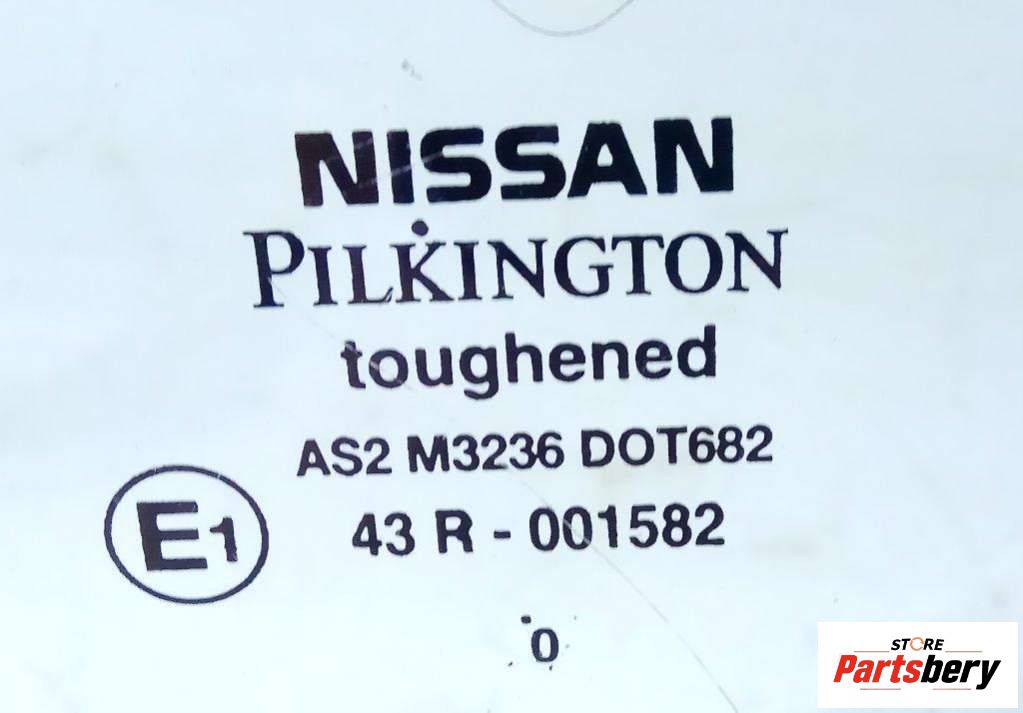 NISSAN
PILKINGTON
toughened
AS2 M3236 DOT682
E1
43 R - 001582
0
STORE
Partsbery